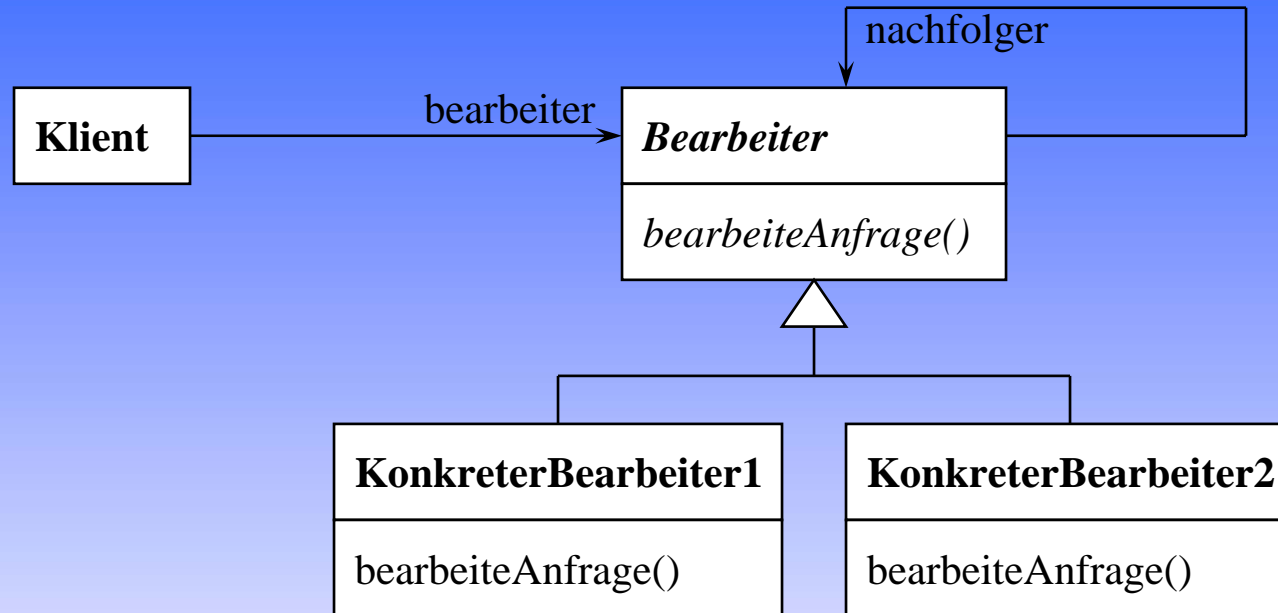 nachfolger
bearbeiter
Klient
Bearbeiter
bearbeiteAnfrage()
KonkreterBearbeiter1
KonkreterBearbeiter2
bearbeiteAnfrage()
bearbeiteAnfrage()